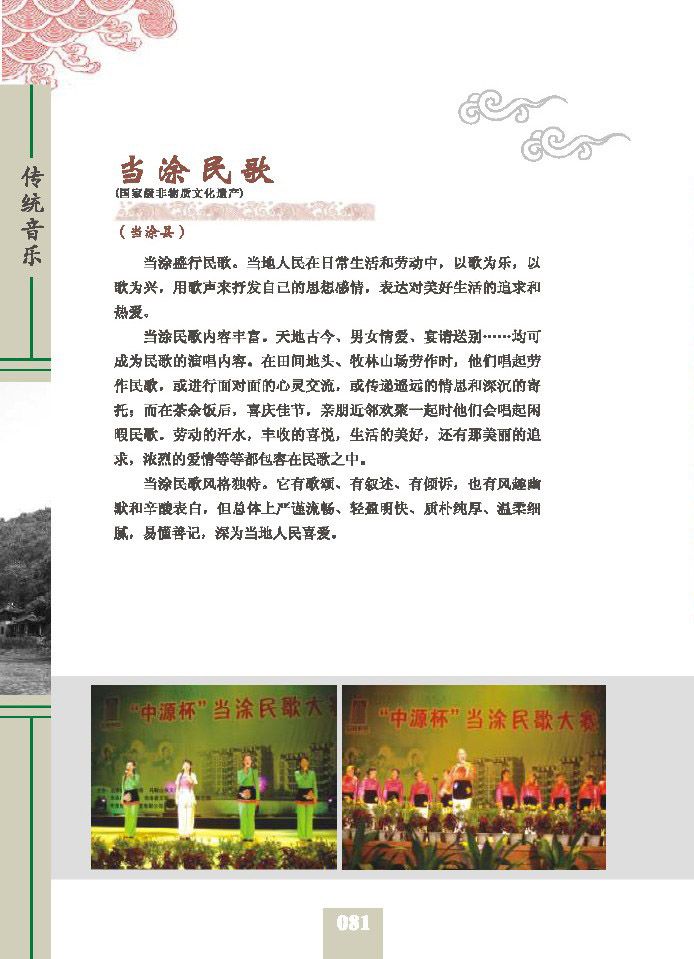 传统音乐
当涂民歌
(国家级非物质文化遗产)
（当涂县）
当涂盛行民歌。当地人民在日常生活和劳动中，以歌为乐，以
歌为兴，用歌声来抒发自己的思想感情，表达对美好生活的追求和
热爱。
当涂民歌内容丰富。天地古今、男女情爱、宴请送别……均可
成为民歌的演唱内容。在田间地头、牧林山场劳作时，他们唱起劳
作民歌，或进行面对面的心灵交流，或传递遥远的情思和深沉的寄
托；而在茶余饭后，喜庆佳节，亲朋近邻欢聚一起时他们会唱起闲
暇民歌。劳动的汗水，丰收的喜悦，生活的美好，还有那美丽的追
求，浓烈的爱情等等都包容在民歌之中。
当涂民歌风格独特。它有歌颂、有叙述、有倾诉，也有风趣幽
默和辛酸表白，但总体上严谨流畅、轻盈明快、质朴纯厚、温柔细
腻，易懂善记，深为当地人民喜爱。
“中源杯”当涂民歌大赛
“中源杯”当涂民歌大赛
081